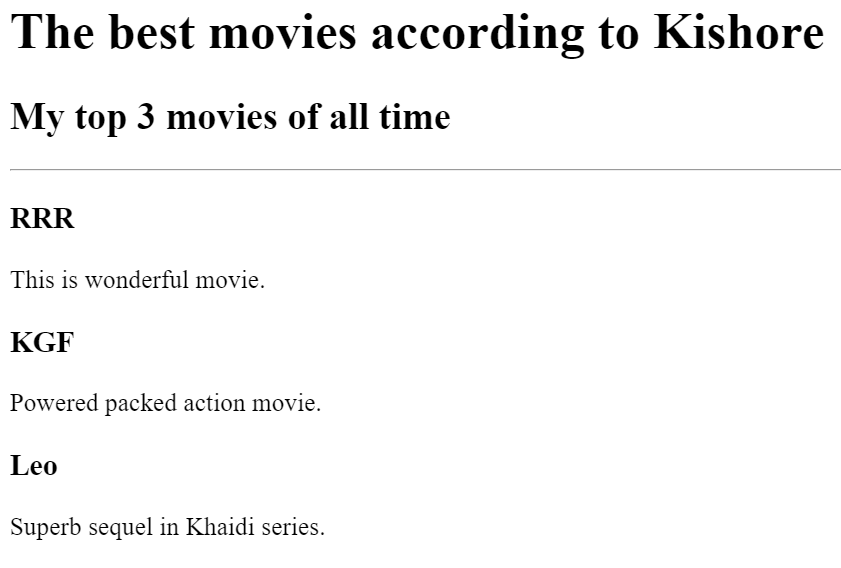 The best movies according to Kishore
My top 3 movies of all time
RRR
This is wonderful movie.
KGF
Powered packed action movie.
Leo
Superb sequel in Khaidi series.